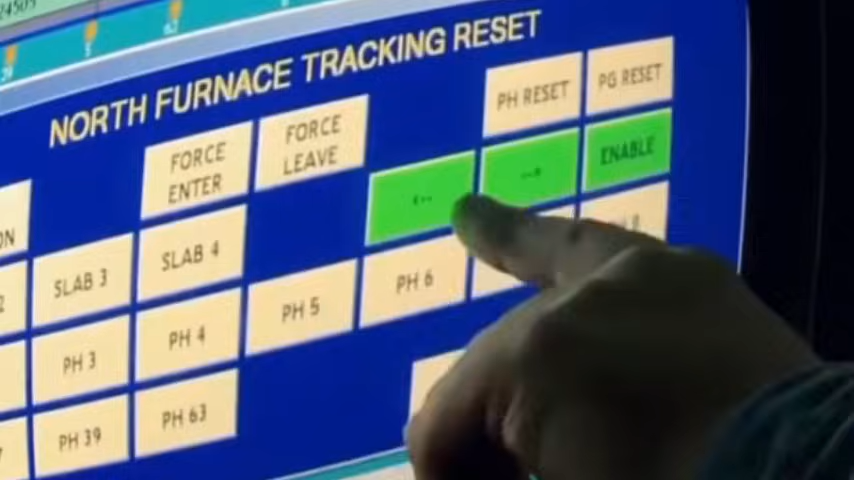 24505
NORTH FURNACE TRACKING RESET
FORCE
ENTER
FORCE
LEAVE
PH RESET
PG RESET
<--
-->
ENABLE
SLAB 3
SLAB 4
PH 3
PH 4
PH 5
PH 6
PH 39
PH 63